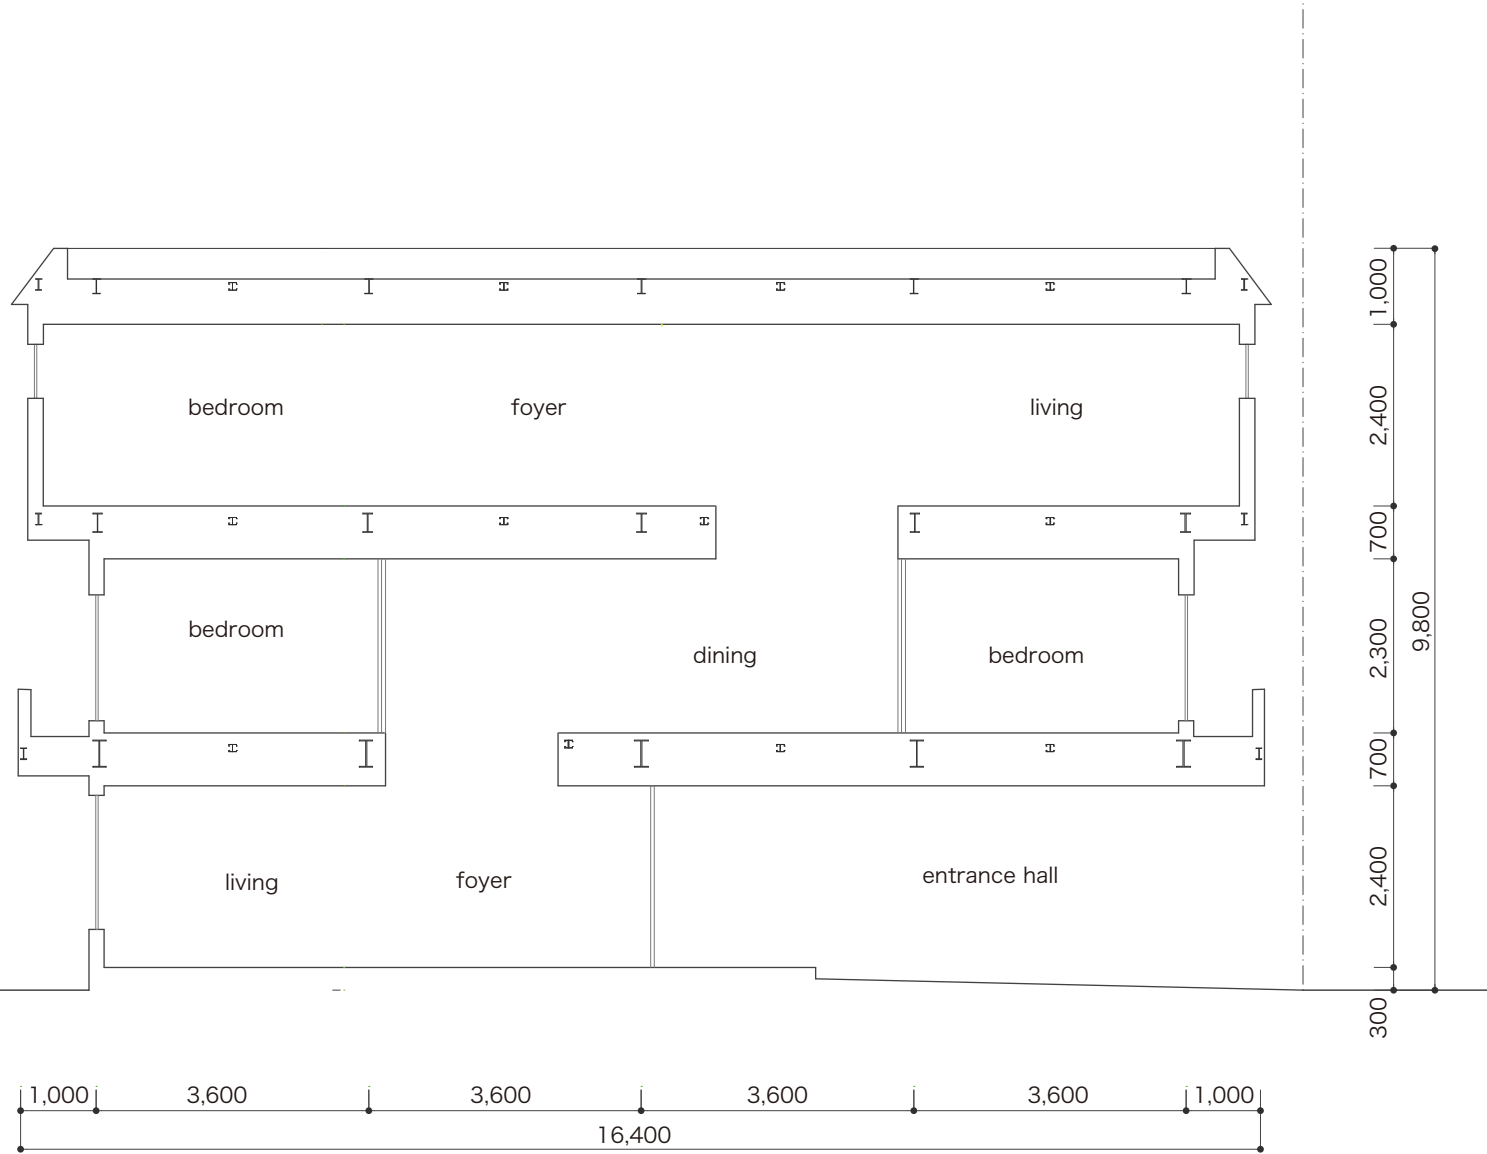 1,000
bedroom foyer living
2,400
700
bedroom
dining bedroom
2,300
9,800
700
living foyer entrance hall
2,400
300
1,000 3,600 3,600 3,600 3,600 1,000
16,400